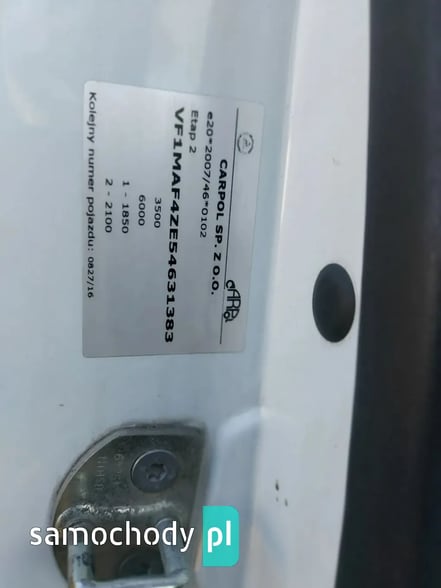 CARPOL SP. Z O.O.
e20*2007/46*0102
Etap 2
VF1MAF4ZE54631383
3500
6000
1 - 1850
2 - 2100
Kolejny numer pojazdu: 0827/16
samochody pl